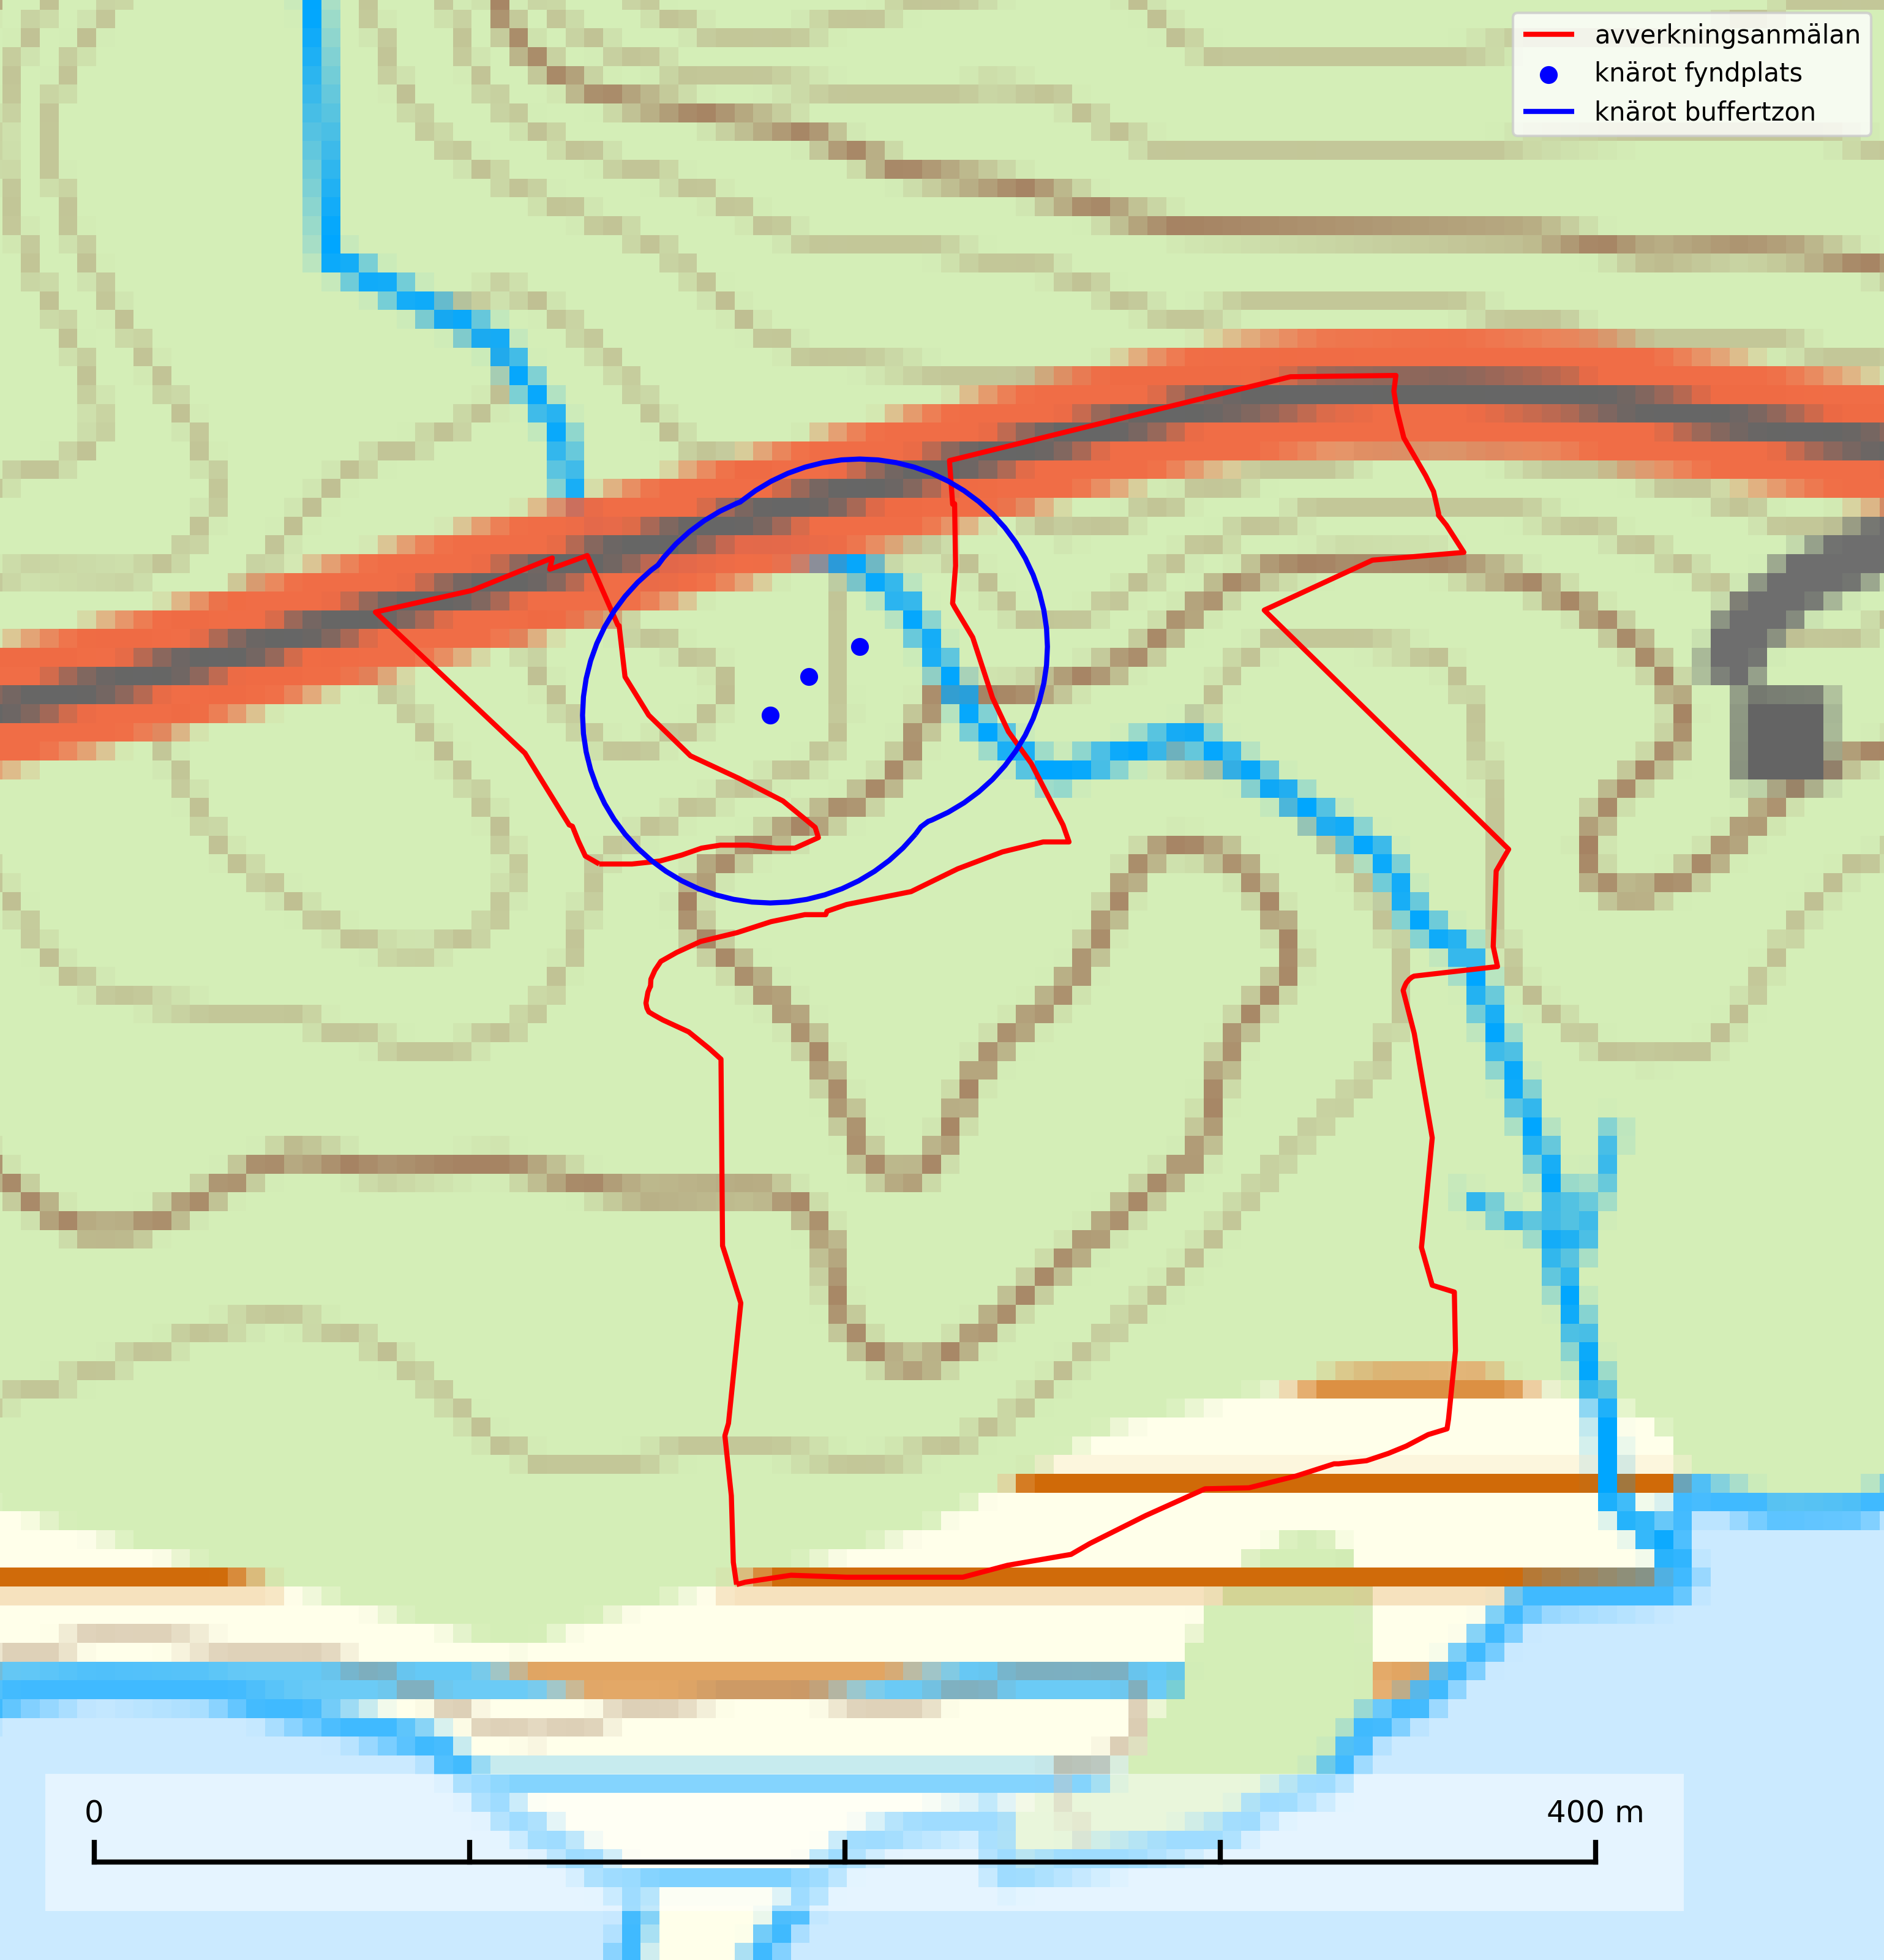 avverkningsanmälan
knärot fyndplats
knärot buffertzon
0
400 m